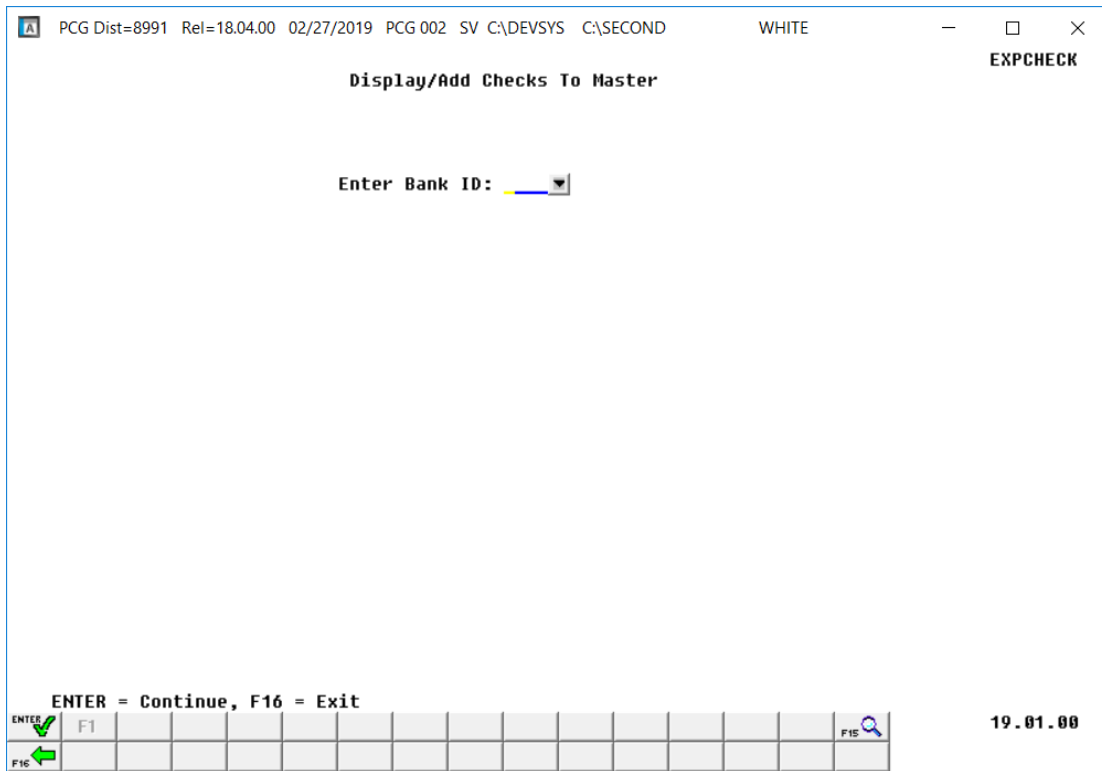 A PCG Dist=8991 Rel=18.04.00 02/27/2019 PCG 002 SV C:\DEVSYS C:\SECOND WHITE
EXPCHECK
Display/Add Checks To Master
Enter Bank ID:
ENTER = Continue, F16 = Exit
ENTER F1 F15 19.01.00
F16